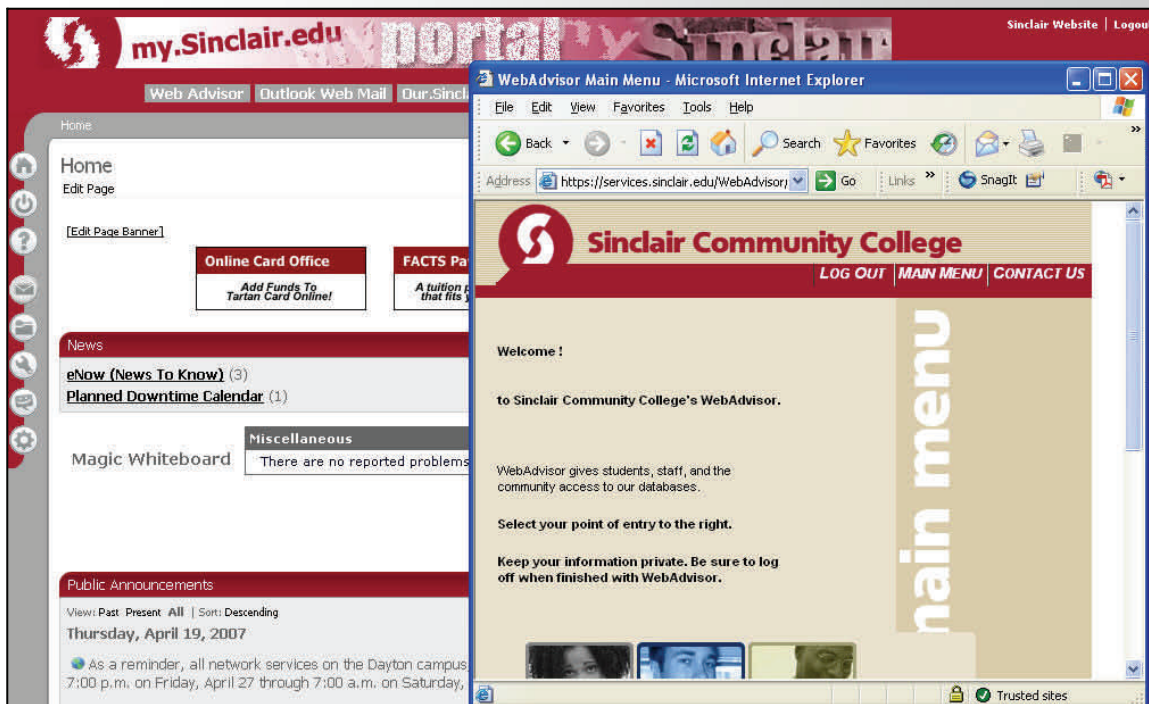 my.Sinclair.edu
portal
my Sinclair
Sinclair Website | Logout
Web Advisor
Outlook Web Mail
Home
Home
Edit Page
[Edit Page Banner]
Online Card Office
Add Funds To
Tartan Card Online!
FACTS
A tuition
that fits
News
eNow (News To Know) (3)
Planned Downtime Calendar (1)
Magic Whiteboard
Miscellaneous
There are no reported problems
Public Announcements
View: Past Present All | Sort: Descending
Thursday, April 19, 2007
As a reminder, all network services on the Dayton campus
7:00 p.m. on Friday, April 27 through 7:00 a.m. on Saturday,
WebAdvisor Main Menu - Microsoft Internet Explorer
File Edit View Favorites Tools Help
Back Search Favorites »
Address https://services.sinclair.edu/WebAdvisor/ Go Links » SnagIt
Sinclair Community College
LOG OUT | MAIN MENU | CONTACT US
Welcome !
to Sinclair Community College's WebAdvisor.
WebAdvisor gives students, staff, and the
community access to our databases.
Select your point of entry to the right.
Keep your information private. Be sure to log
off when finished with WebAdvisor.
main menu
Trusted sites